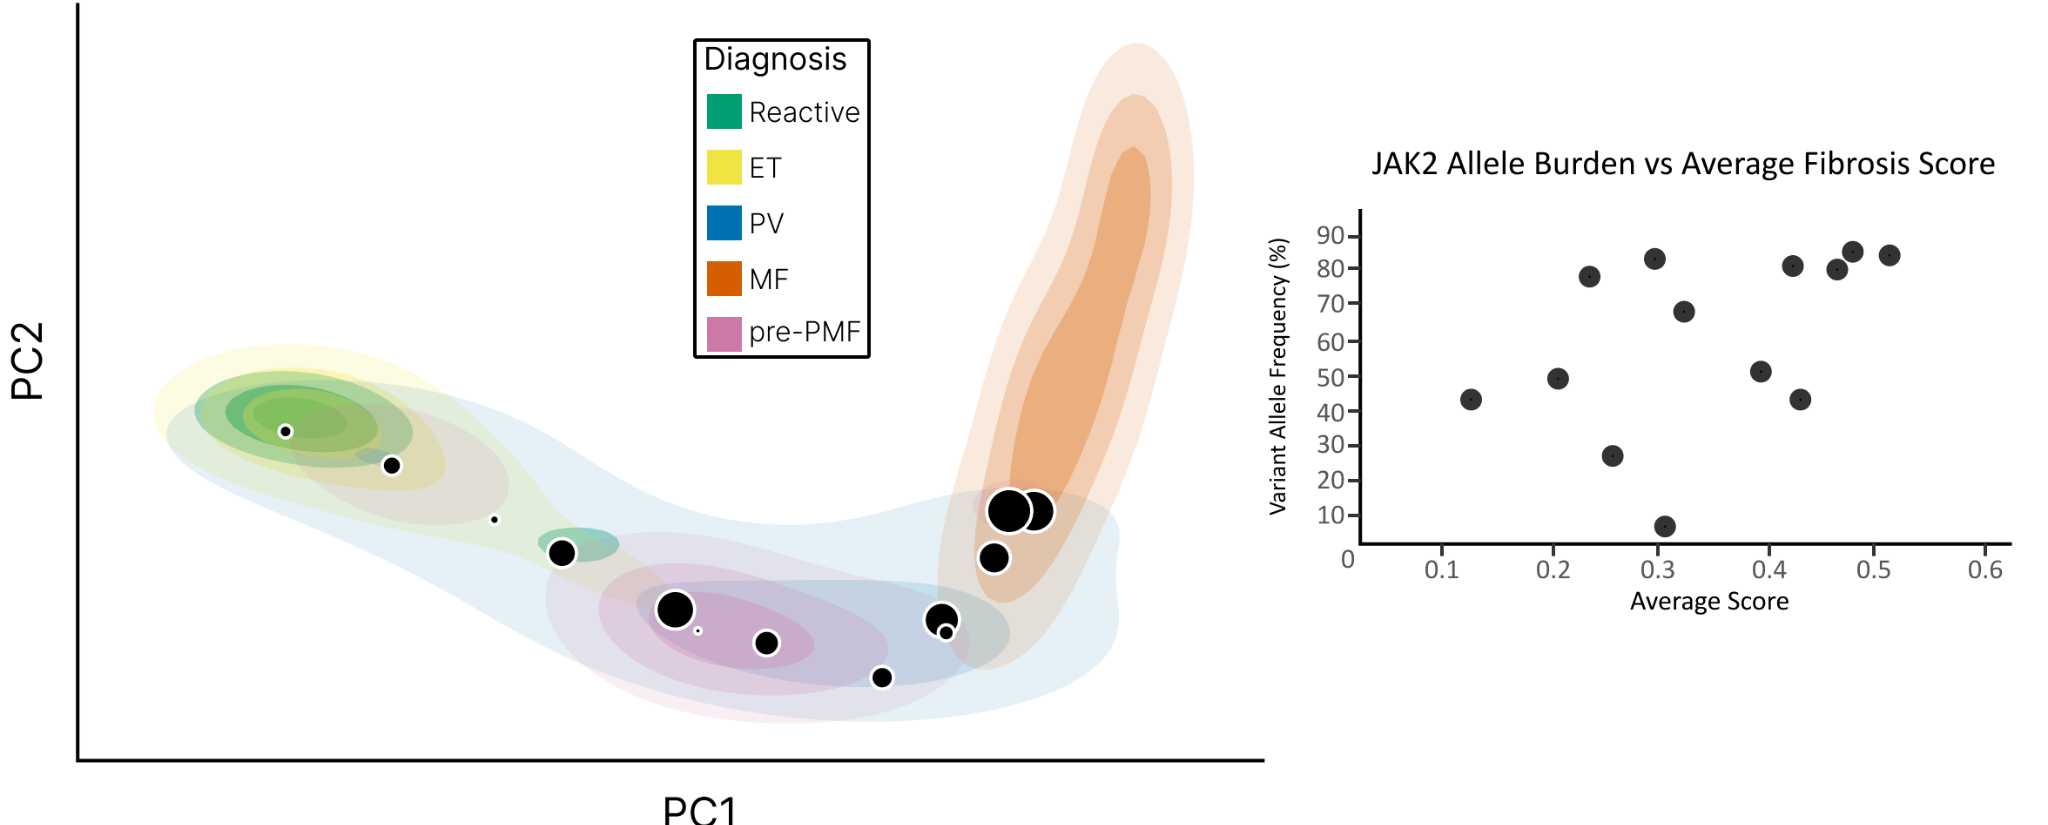 Diagnosis
Reactive
ET
PV
MF
pre-PMF
PC2
PC1
JAK2 Allele Burden vs Average Fibrosis Score
Variant Allele Frequency (%)
90
80
70
60
50
40
30
20
10
0
0.1 0.2 0.3 0.4 0.5 0.6
Average Score